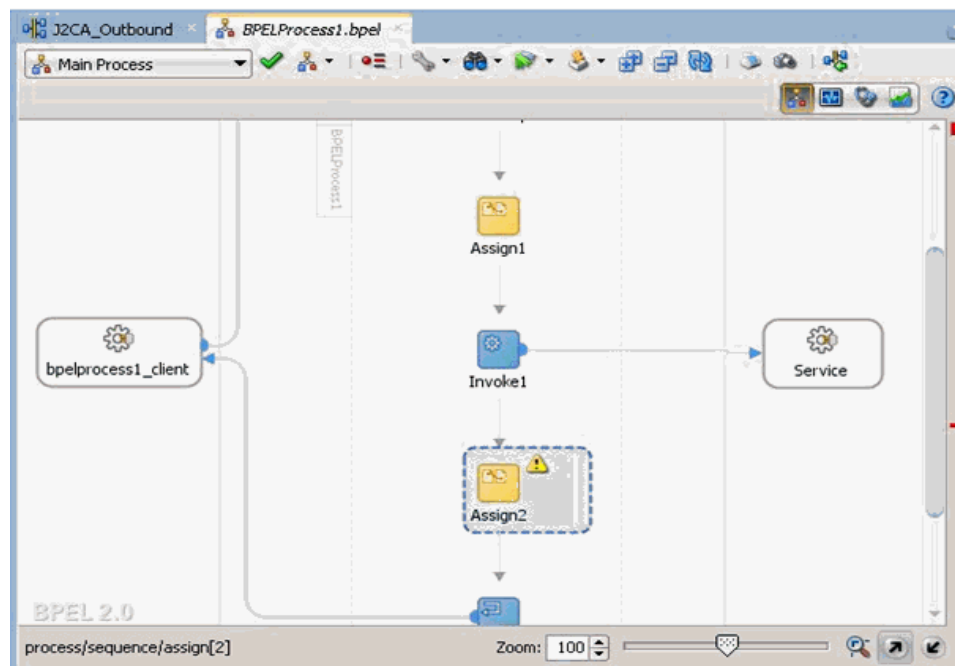 J2CA_Outbound
BPELProcess1.bpel
Main Process
BPELProcess1
Assign1
bpelprocess1_client
Invoke1
Service
Assign2
BPEL 2.0
process/sequence/assign[2]
Zoom: 100